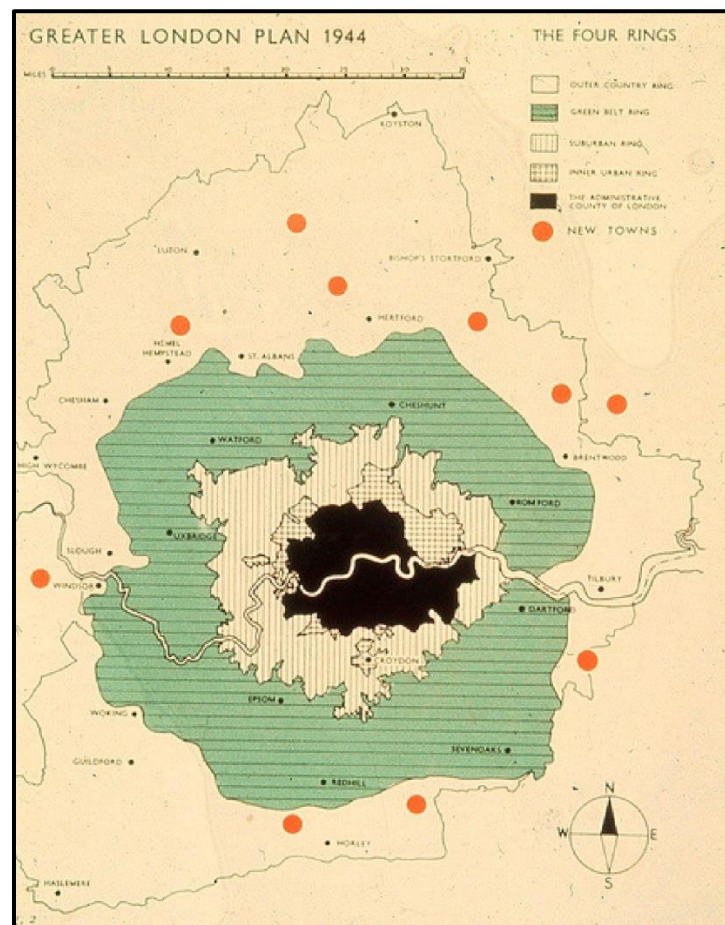 GREATER LONDON PLAN 1944
MILES
THE FOUR RINGS
OUTER COUNTRY RING
GREEN BELT RING
SUBURBAN RING
INNER URBAN RING
THE ADMINISTRATIVE
COUNTY OF LONDON
NEW TOWNS
ROYSTON
LUTON
BISHOP'S STORTFORD
HERTFORD
HEMEL
HEMPSTEAD
ST. ALBANS
CHESHAM
CHESHUNT
WATFORD
HIGH WYCOMBE
BRENTWOOD
ROMFORD
UXBRIDGE
SLOUGH
WINDSOR
TILBURY
DARTFORD
CROYDON
EPSOM
WOKING
SEVENOAKS
GUILDFORD
REDHILL
HORLEY
HASLEMERE
N
W
E
S
2